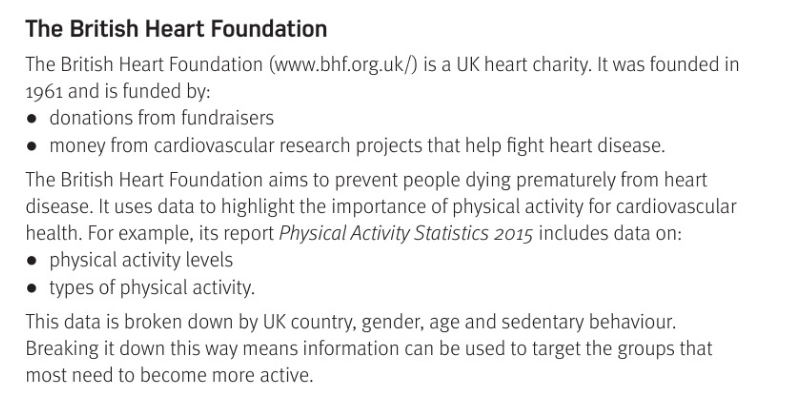 The British Heart Foundation
The British Heart Foundation (www.bhf.org.uk/) is a UK heart charity. It was founded in
1961 and is funded by:
● donations from fundraisers
● money from cardiovascular research projects that help fight heart disease.
The British Heart Foundation aims to prevent people dying prematurely from heart
disease. It uses data to highlight the importance of physical activity for cardiovascular
health. For example, its report Physical Activity Statistics 2015 includes data on:
● physical activity levels
● types of physical activity.
This data is broken down by UK country, gender, age and sedentary behaviour.
Breaking it down this way means information can be used to target the groups that
most need to become more active.